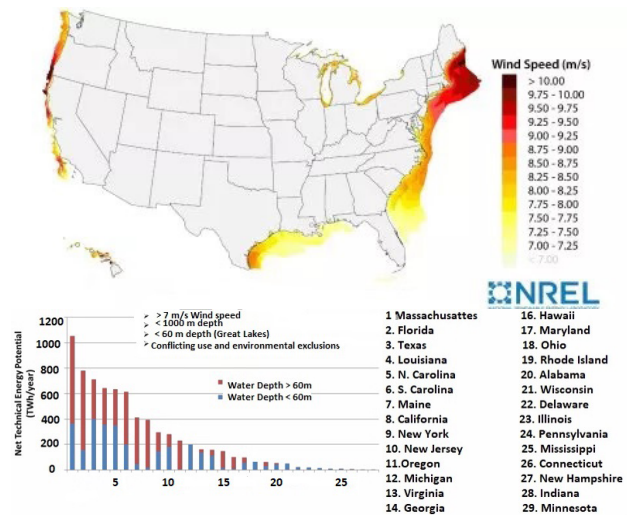 Wind Speed (m/s)
> 10.00
9.75 - 10.00
9.50 - 9.75
9.25 - 9.50
9.00 - 9.25
8.75 - 9.00
8.50 - 8.75
8.25 - 8.50
8.00 - 8.25
7.75 - 8.00
7.50 - 7.75
7.25 - 7.50
7.00 - 7.25
< 7.00
NREL
> 7 m/s Wind speed
< 1000 m depth
< 60 m depth (Great Lakes)
Conflicting use and environmental exclusions
Net Technical Energy Potential
(TWh/year)
1200
1000
800
600
400
200
0
Water Depth > 60m
Water Depth < 60m
5
10
15
20
25
1 Massachusattes
2. Florida
3. Texas
4. Louisiana
5. N. Carolina
6. S. Carolina
7. Maine
8. California
9. New York
10. New Jersey
11.Oregon
12. Michigan
13. Virginia
14. Georgia
16. Hawaii
17. Maryland
18. Ohio
19. Rhode Island
20. Alabama
21. Wisconsin
22. Delaware
23. Illinois
24. Pennsylvania
25. Mississippi
26. Connecticut
27. New Hampshire
28. Indiana
29. Minnesota